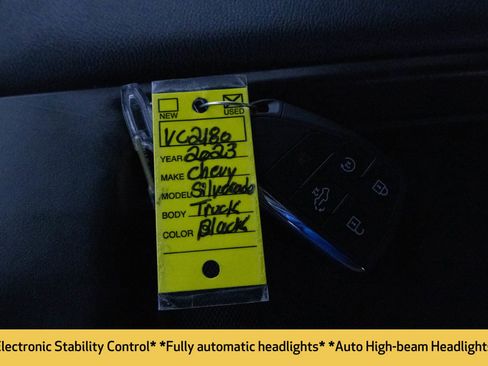 NEW USED
VC2180
YEAR 2023
MAKE Chevy
MODEL Silverado
BODY Truck
COLOR Black
Electronic Stability Control* *Fully automatic headlights* *Auto High-beam Headlights